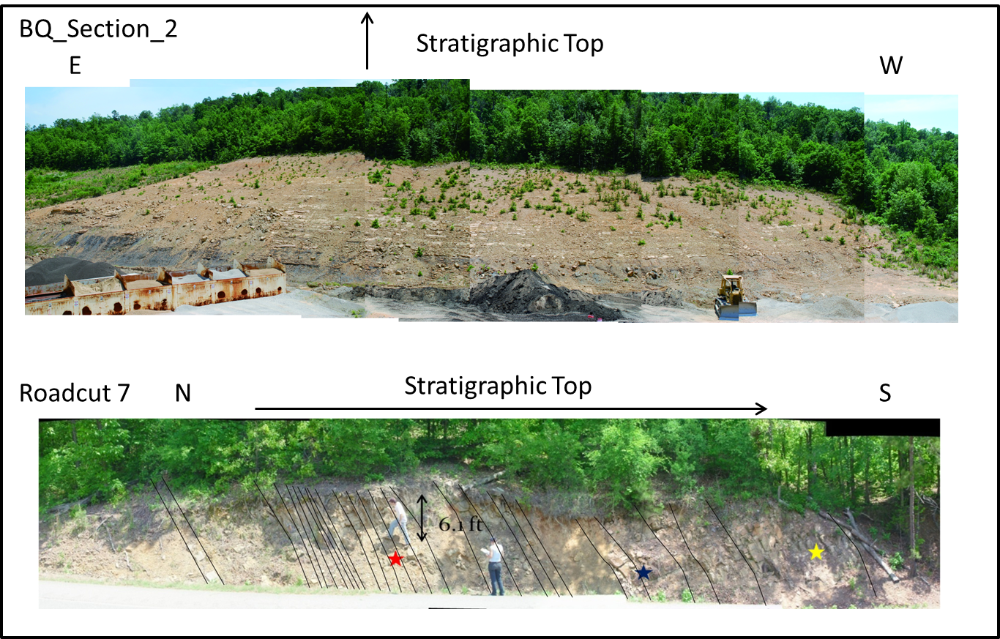 BQ_Section_2
Stratigraphic Top
E
W
Stratigraphic Top
Roadcut 7
N
S
6.1 ft